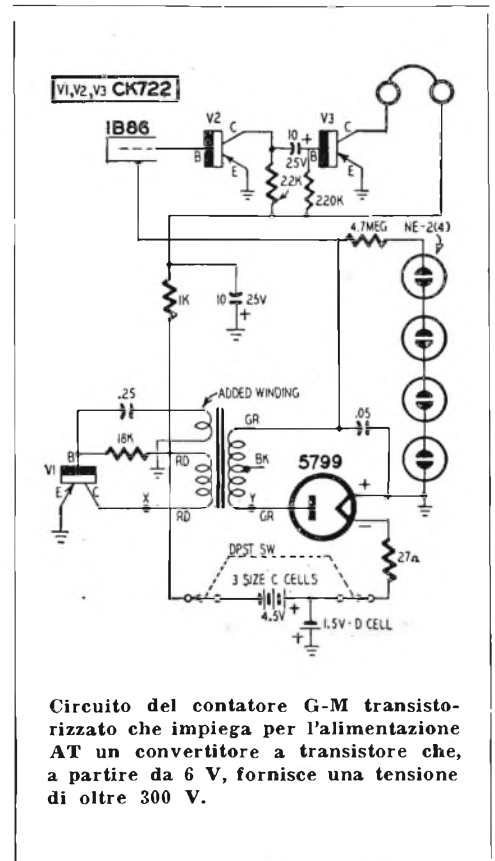 V1,V2,V3 CK722
1B86
V2
C
B
E
10
25V
+
V3
C
B
E
22K
220K
4.7MEG
NE-2(4)
1K
10
25V
+
.25
ADDED WINDING
18K
B
V1
E
C
X
RD
RD
GR
BK
Y
GR
.05
5799
+
−
27Ω
DPST SW
3 SIZE C CELLS
4.5V
+
1.5V-D CELL
+
Circuito del contatore G-M transisto-
rizzato che impiega per l'alimentazione
AT un convertitore a transistore che,
a partire da 6 V, fornisce una tensione
di oltre 300 V.